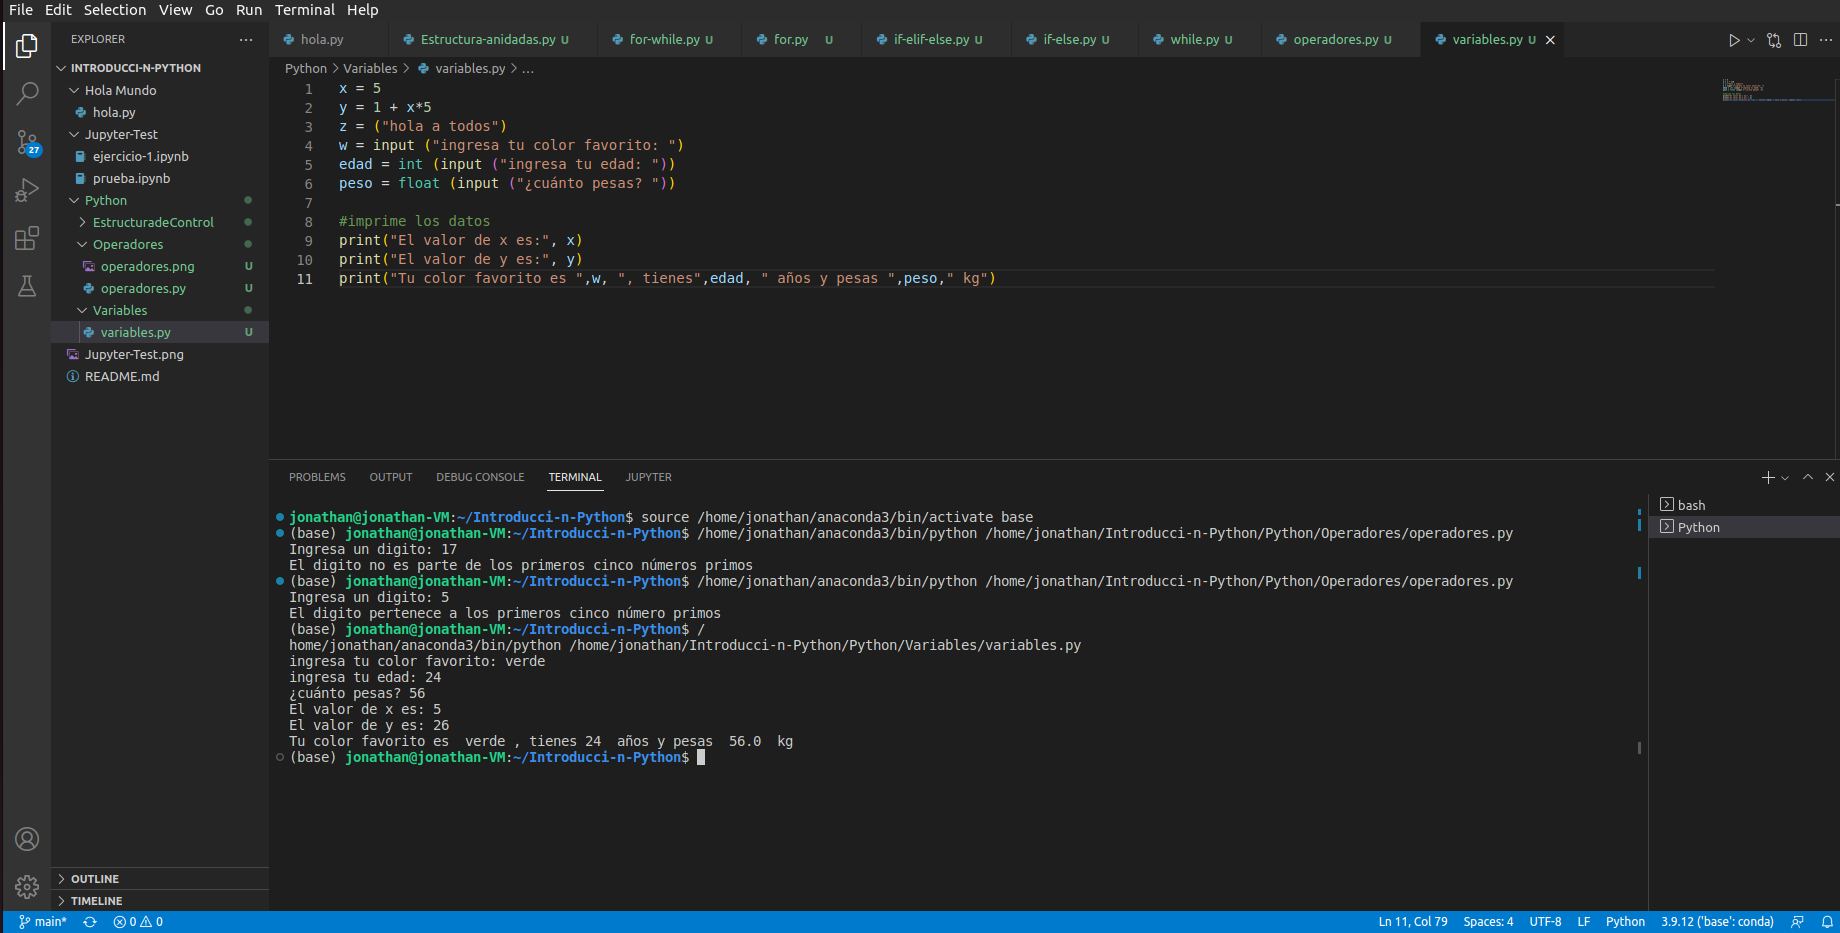 File Edit Selection View Go Run Terminal Help
EXPLORER ...
INTRODUCCI-N-PYTHON
Hola Mundo
hola.py
Jupyter-Test
ejercicio-1.ipynb
prueba.ipynb
Python
EstructuradeControl
Operadores
operadores.png U
operadores.py U
Variables
variables.py U
Jupyter-Test.png
README.md
OUTLINE
TIMELINE
27
hola.py Estructura-anidadas.py U for-while.py U for.py U if-elif-else.py U if-else.py U while.py U operadores.py U variables.py U
Python > Variables > variables.py > ...
1 x = 5
2 y = 1 + x*5
3 z = ("hola a todos")
4 w = input ("ingresa tu color favorito: ")
5 edad = int (input ("ingresa tu edad: "))
6 peso = float (input ("¿cuánto pesas? "))
7
8 #imprime los datos
9 print("El valor de x es:", x)
10 print("El valor de y es:", y)
11 print("Tu color favorito es ",w, ", tienes",edad, " años y pesas ",peso," kg")
PROBLEMS OUTPUT DEBUG CONSOLE TERMINAL JUPYTER
jonathan@jonathan-VM:~/Introducci-n-Python$ source /home/jonathan/anaconda3/bin/activate base
(base) jonathan@jonathan-VM:~/Introducci-n-Python$ /home/jonathan/anaconda3/bin/python /home/jonathan/Introducci-n-Python/Python/Operadores/operadores.py
Ingresa un digito: 17
El digito no es parte de los primeros cinco números primos
(base) jonathan@jonathan-VM:~/Introducci-n-Python$ /home/jonathan/anaconda3/bin/python /home/jonathan/Introducci-n-Python/Python/Operadores/operadores.py
Ingresa un digito: 5
El digito pertenece a los primeros cinco número primos
(base) jonathan@jonathan-VM:~/Introducci-n-Python$ /
home/jonathan/anaconda3/bin/python /home/jonathan/Introducci-n-Python/Python/Variables/variables.py
ingresa tu color favorito: verde
ingresa tu edad: 24
¿cuánto pesas? 56
El valor de x es: 5
El valor de y es: 26
Tu color favorito es  verde , tienes 24  años y pesas  56.0  kg
(base) jonathan@jonathan-VM:~/Introducci-n-Python$
bash
Python
main* 0 0 Ln 11, Col 79 Spaces: 4 UTF-8 LF Python 3.9.12 ('base': conda)